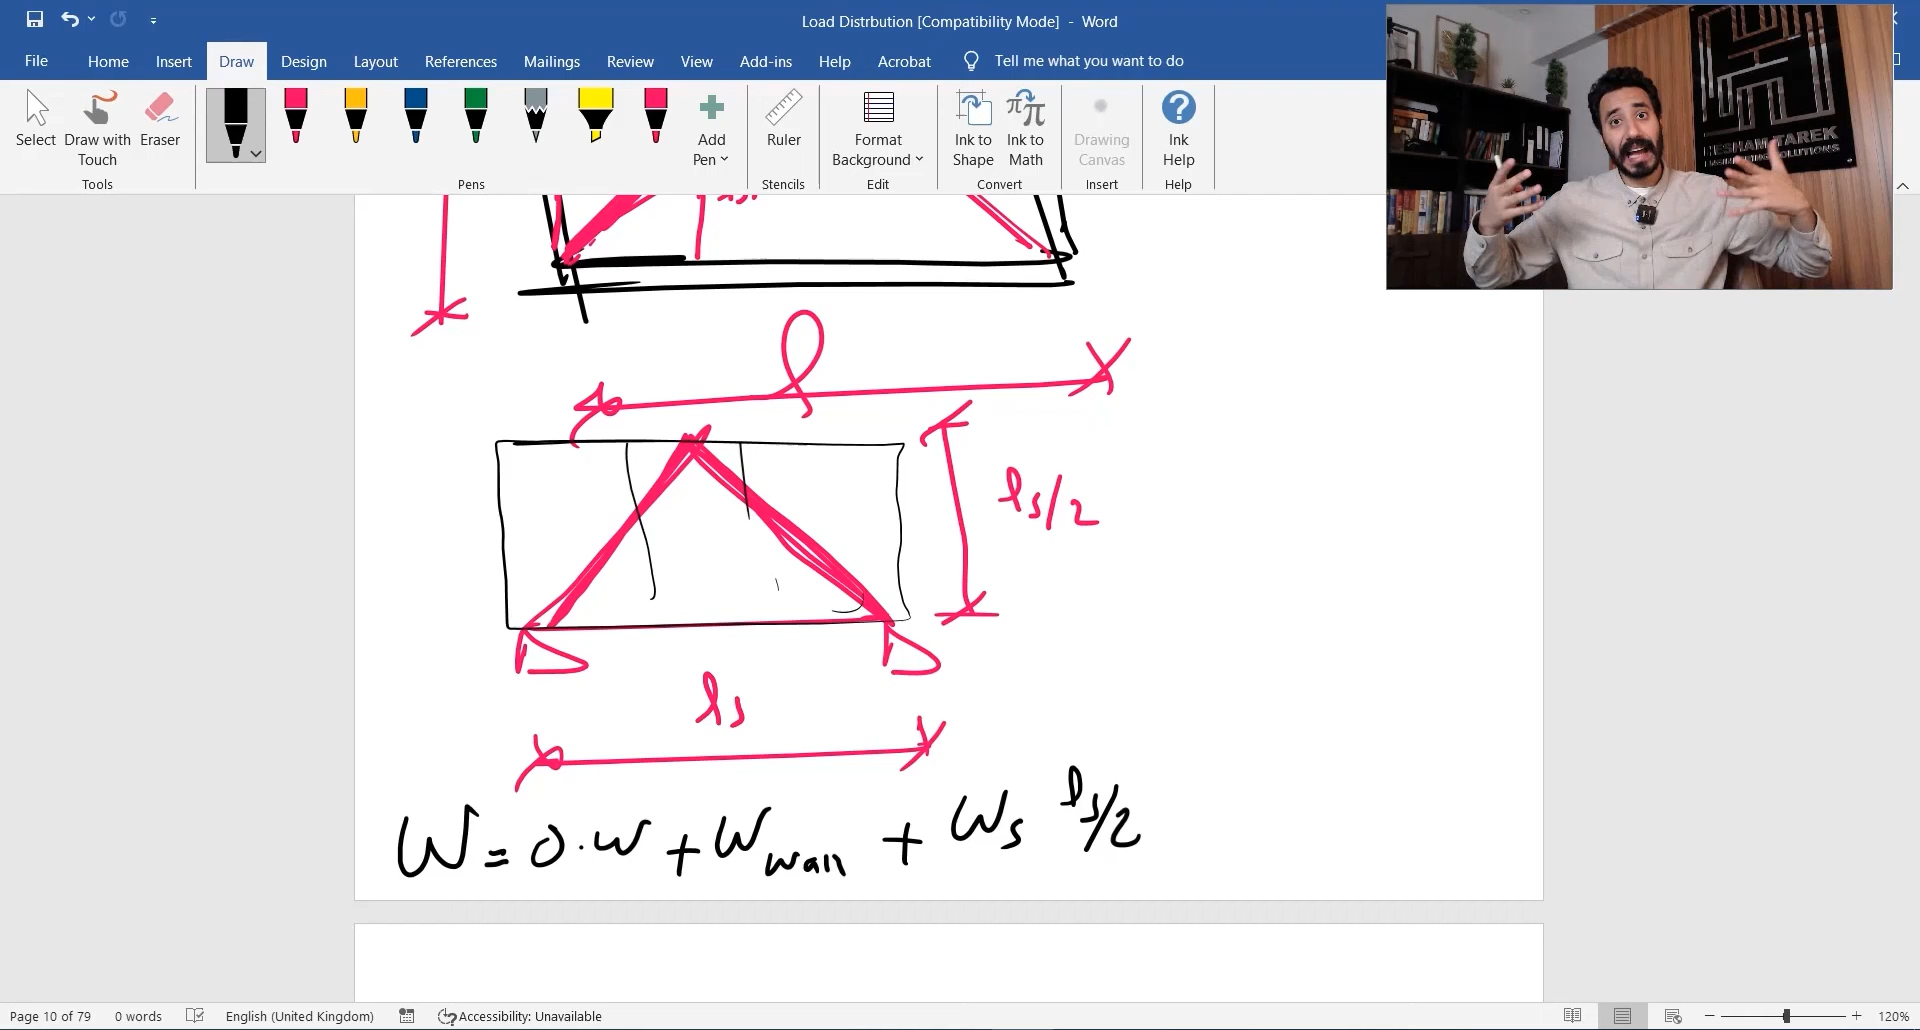 Load Distrbution [Compatibility Mode] - Word
File Home Insert Draw Design Layout References Mailings Review View Add-ins Help Acrobat Tell me what you want to do
Select
Draw with Touch
Eraser
Tools
Add Pen
Pens
Ruler
Stencils
Format Background
Edit
Ink to Shape
Ink to Math
Convert
Drawing Canvas
Insert
Ink Help
Help
HESHAM TAREK
ENGINEERING SOLUTIONS
l
ls/2
ls
W = o.w + Wwall + Ws ls/2
Page 10 of 79 0 words English (United Kingdom) Accessibility: Unavailable 120%